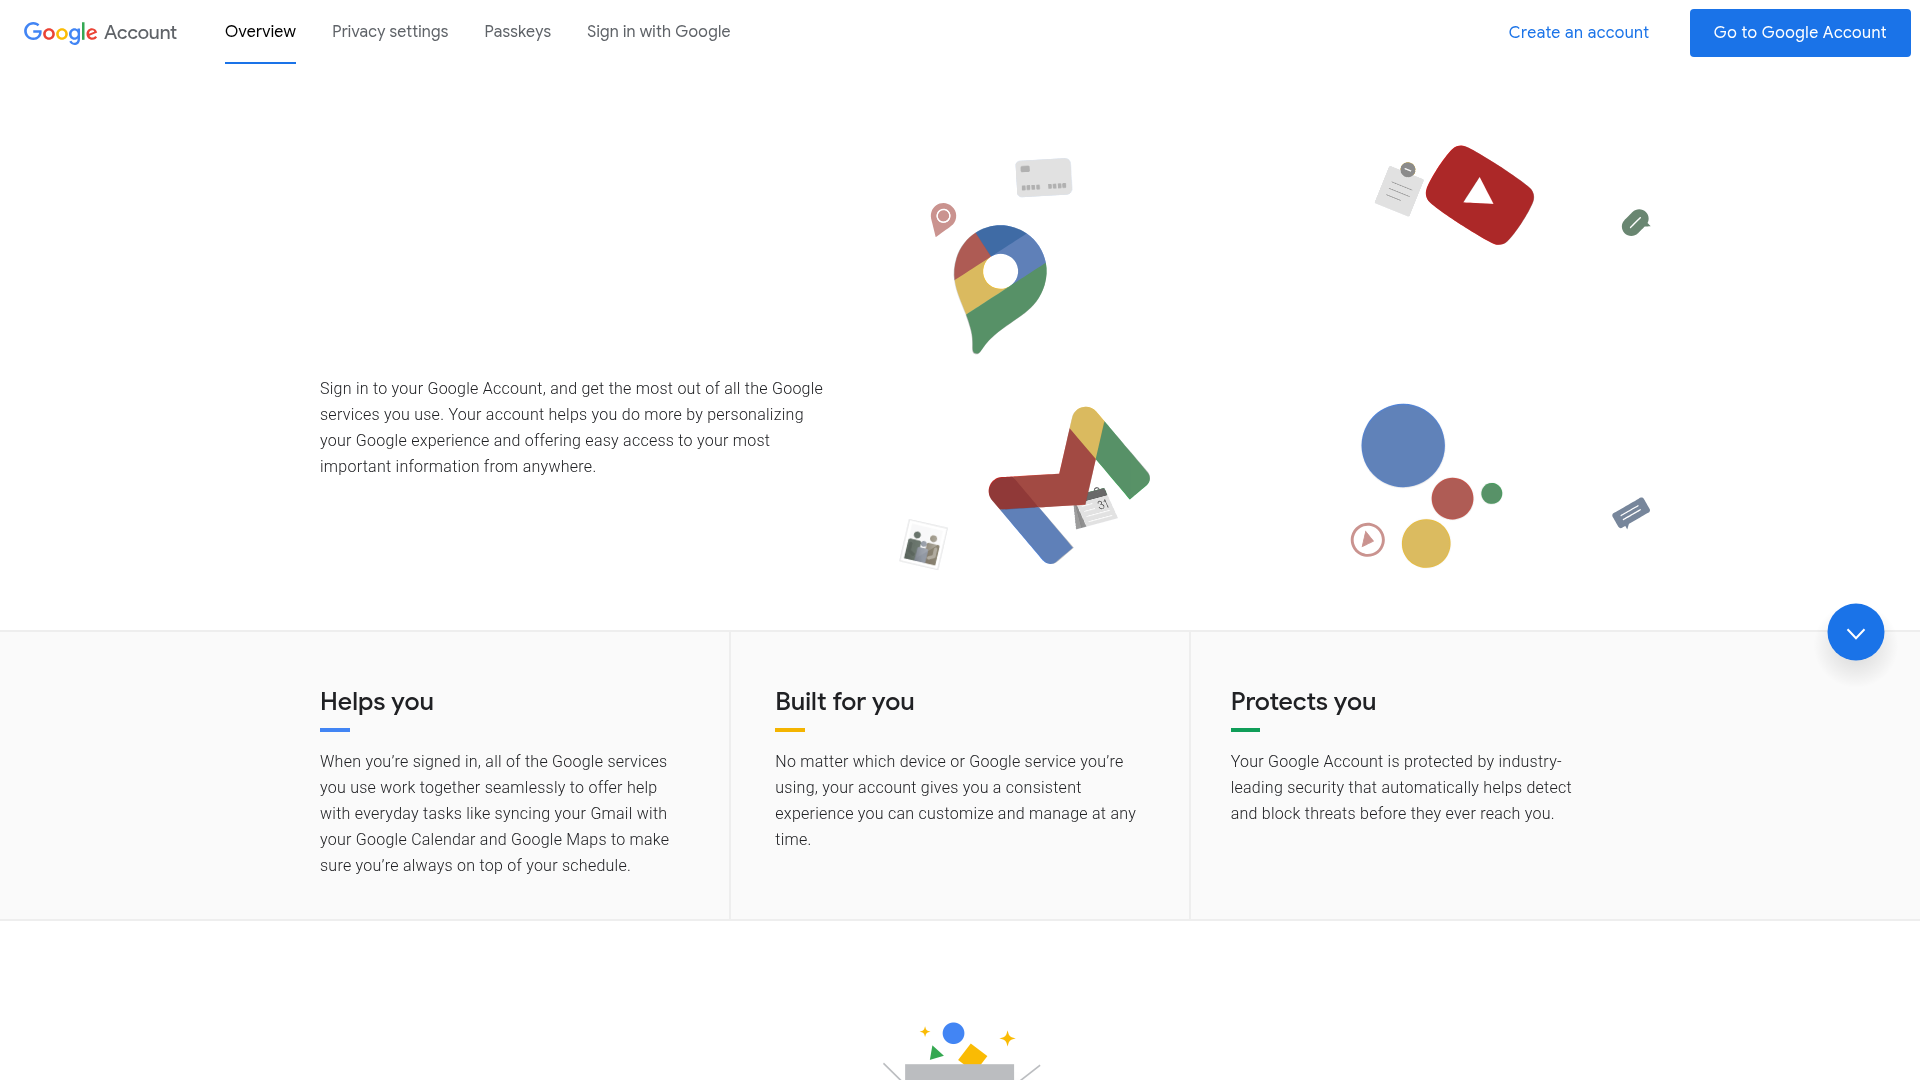 Google Account
Overview
Privacy settings
Passkeys
Sign in with Google
Create an account
Go to Google Account
Sign in to your Google Account, and get the most out of all the Google
services you use. Your account helps you do more by personalizing
your Google experience and offering easy access to your most
important information from anywhere.
31
Helps you
When you’re signed in, all of the Google services
you use work together seamlessly to offer help
with everyday tasks like syncing your Gmail with
your Google Calendar and Google Maps to make
sure you’re always on top of your schedule.
Built for you
No matter which device or Google service you’re
using, your account gives you a consistent
experience you can customize and manage at any
time.
Protects you
Your Google Account is protected by industry-
leading security that automatically helps detect
and block threats before they ever reach you.